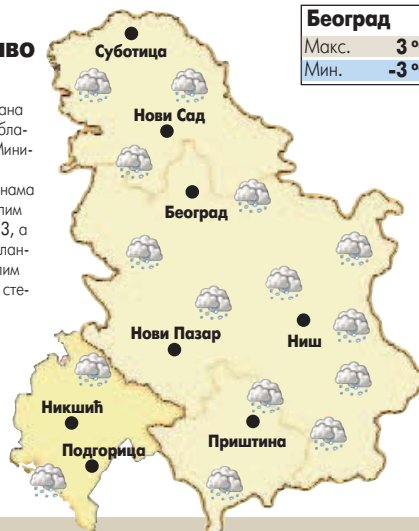 Београд
Макс. 3 °
Мин. -3 °
Суботица
Нови Сад
Београд
Нови Пазар
Ниш
Никшић
Подгорица
Приштина